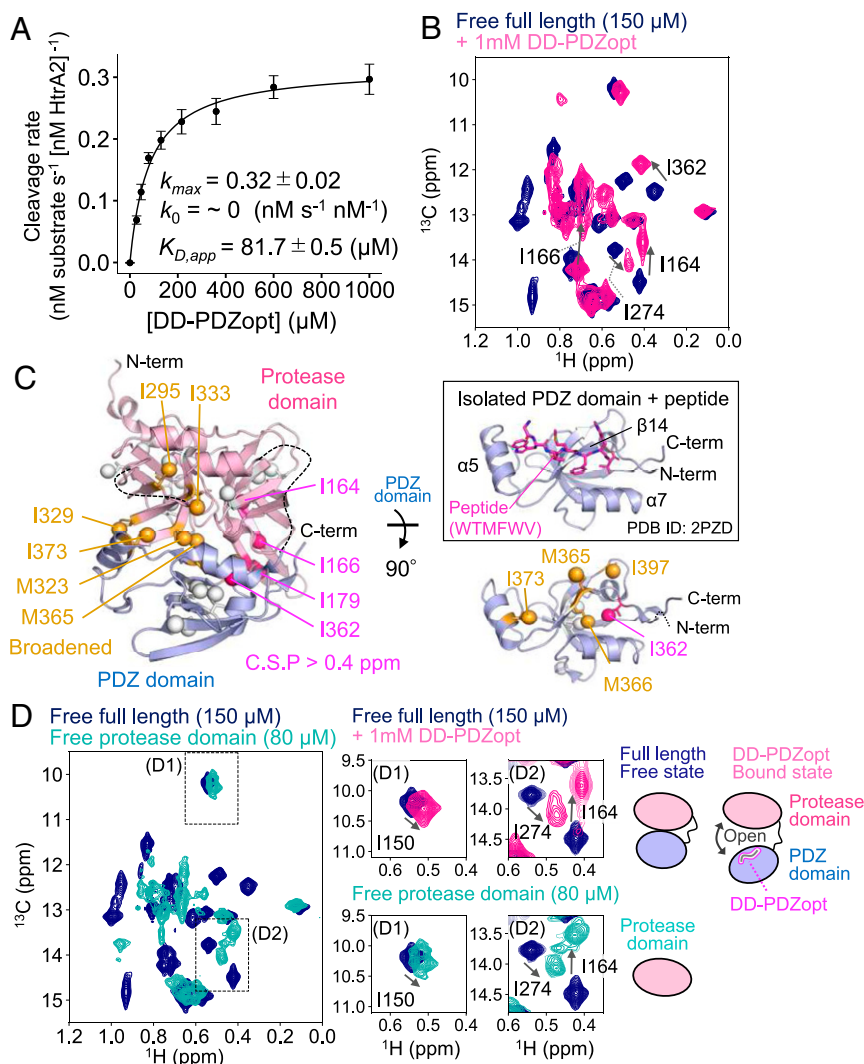 A
Cleavage rate
(nM substrate s⁻¹ [nM HtrA2]⁻¹)
0.3
0.2
0.1
0.0
k_max = 0.32 ± 0.02
k_0 = ~ 0 (nM s⁻¹ nM⁻¹)
K_D,app = 81.7 ± 0.5 (µM)
0 200 400 600 800 1000
[DD-PDZopt] (µM)
B
Free full length (150 µM)
+ 1mM DD-PDZopt
¹³C (ppm)
10
11
12
13
14
15
I362
I166
I164
I274
1.0 0.8 0.6 0.4 0.2 0.0
¹H (ppm)
C
N-term
I295
I333
Protease
domain
I164
I329
I373
M323
M365
C-term
I166
I179
I362
Broadened
C.S.P > 0.4 ppm
PDZ domain
PDZ
domain
90°
Isolated PDZ domain + peptide
β14
C-term
α5
N-term
α7
Peptide
(WTMFWV)
PDB ID: 2PZD
M365
I397
I373
C-term
N-term
I362
M366
D
Free full length (150 µM)
Free protease domain (80 µM)
¹³C (ppm)
10
11
12
13
14
15
(D1)
(D2)
1.2 1.0 0.8 0.6 0.4 0.2 0.0
¹H (ppm)
Free full length (150 µM)
+ 1mM DD-PDZopt
9.5
10.0
10.5
11.0
(D1)
I150
13.5
14.0
14.5
(D2)
I164
I274
0.5 0.4
0.6 0.4
Free protease domain (80 µM)
9.5
10.0
10.5
11.0
(D1)
I150
13.5
14.0
14.5
(D2)
I164
I274
0.5 0.4
0.6 0.4
¹H (ppm)
¹H (ppm)
Full length
Free state
DD-PDZopt
Bound state
Protease
domain
Open
PDZ
domain
DD-PDZopt
Protease
domain